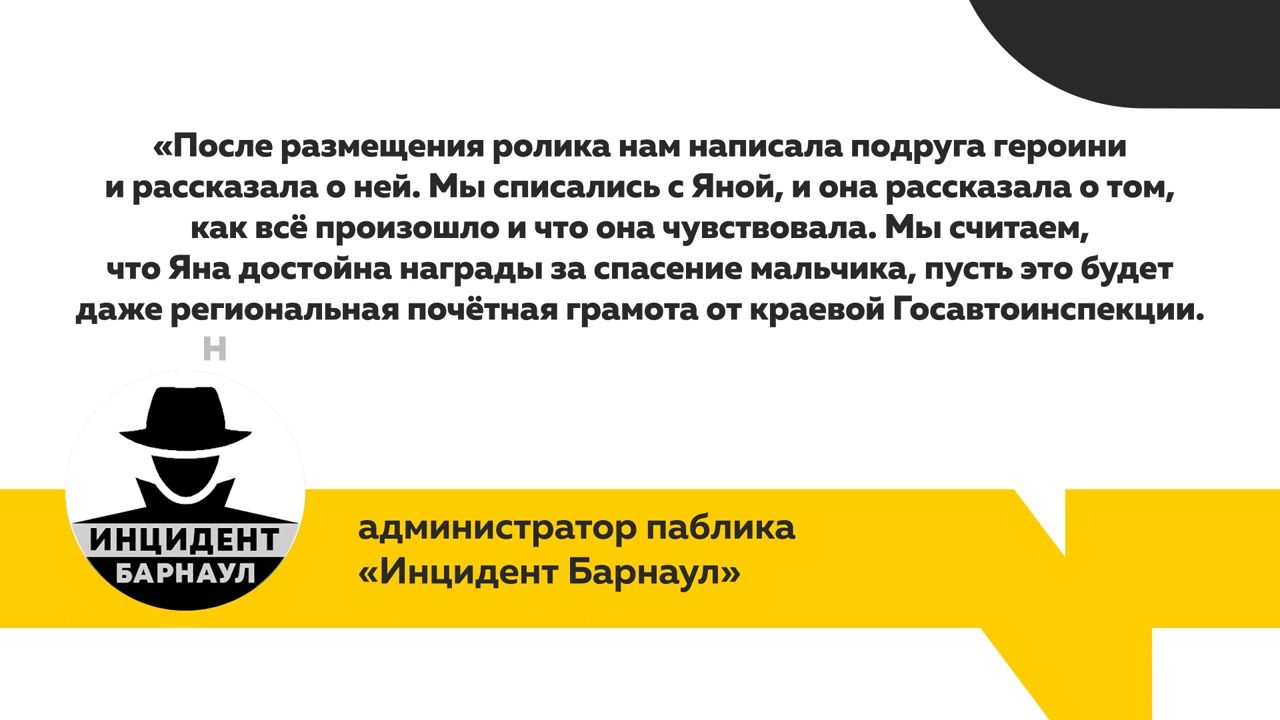 «После размещения ролика нам написала подруга героини
и рассказала о ней. Мы списались с Яной, и она рассказала о том,
как всё произошло и что она чувствовала. Мы считаем,
что Яна достойна награды за спасение мальчика, пусть это будет
даже региональная почётная грамота от краевой Госавтоинспекции.
Н
ИНЦИДЕНТ
БАРНАУЛ
администратор паблика
«Инцидент Барнаул»